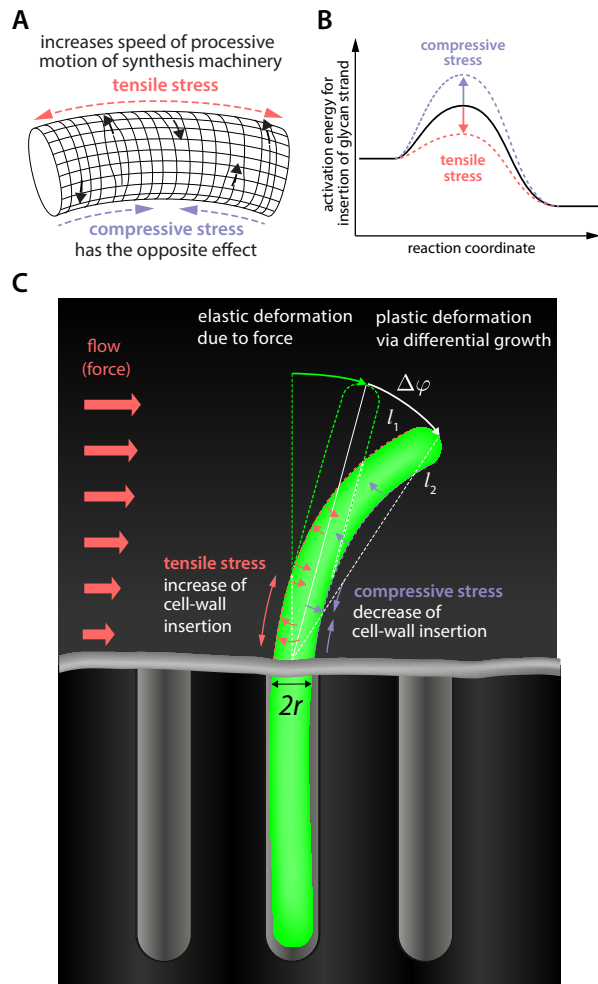 A
increases speed of processive
motion of synthesis machinery
tensile stress
compressive stress
has the opposite effect
B
activation energy for
insertion of glycan strand
compressive
stress
tensile
stress
reaction coordinate
C
flow
(force)
elastic deformation
due to force
plastic deformation
via differential growth
Δφ
l1
l2
tensile stress
increase of
cell-wall
insertion
compressive stress
decrease of
cell-wall insertion
2r